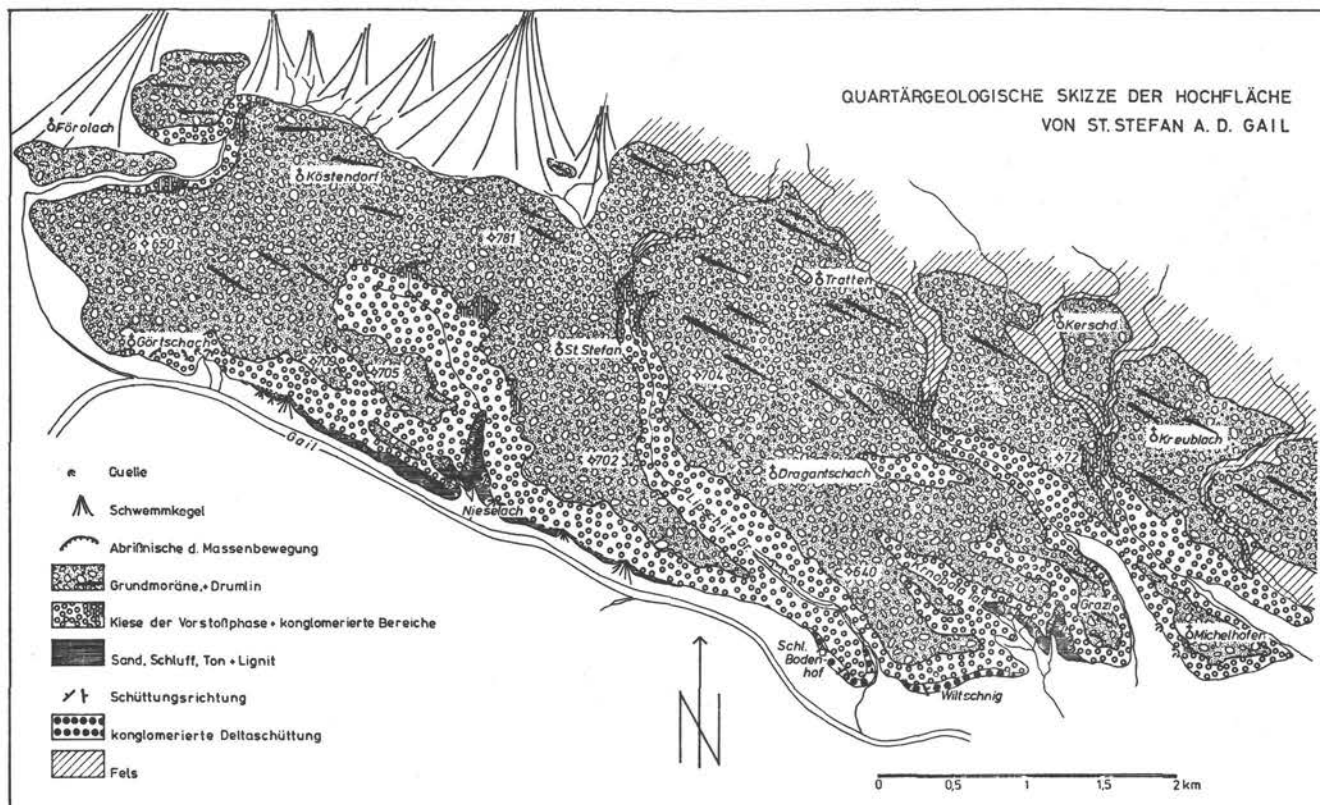 QUARTÄRGEOLOGISCHE SKIZZE DER HOCHFLÄCHE
VON ST. STEFAN A. D. GAIL
Förolach
Köstendorf
650
781
Tratten
Kerschd.
Görtschach
705
St. Stefan
704
Kreublach
702
Dragantschach
72
Gail
Nieselach
Lipschitz
640
Grazi
Michelhofen
Schl.
Boden-
hof
Wiltschnig
Quelle
Schwemmkegel
Abrißnische d. Massenbewegung
Grundmoräne,+ Drumlin
Kiese der Vorstoßphase + konglomerierte Bereiche
Sand, Schluff, Ton + Lignit
Schüttungsrichtung
konglomerierte Deltaschüttung
Fels
N
0 0,5 1 1,5 2 km